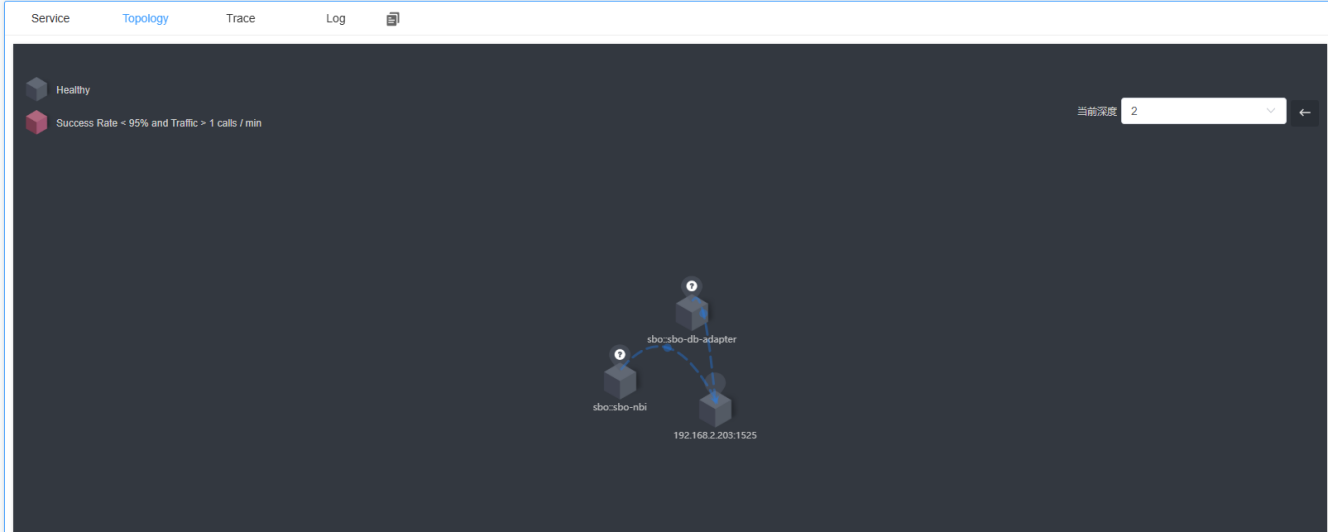 Service Topology Trace Log
Healthy
Success Rate < 95% and Traffic > 1 calls / min
当前深度 2
?
sbo::sbo-db-adapter
?
sbo::sbo-nbi
192.168.2.203:1525